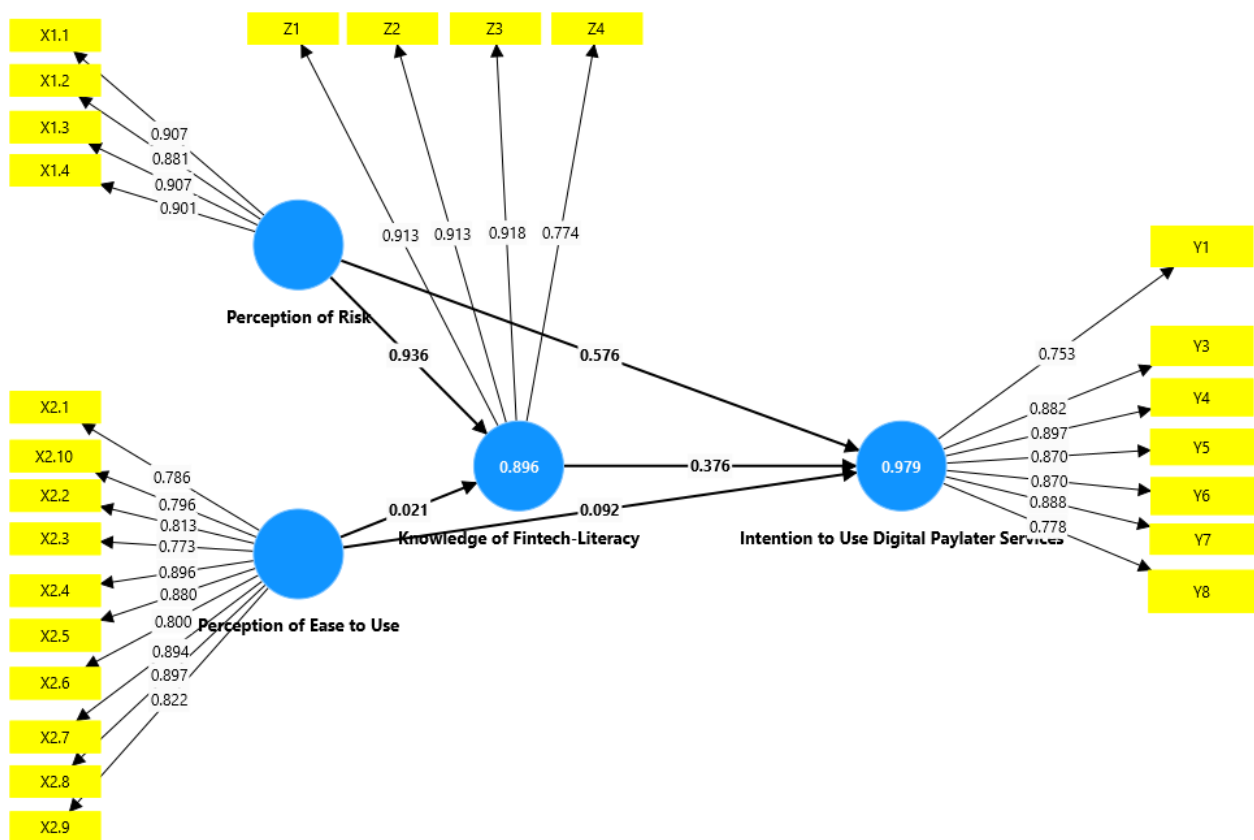 X1.1
X1.2
X1.3
X1.4
Z1
Z2
Z3
Z4
0.907
0.881
0.907
0.901
0.913
0.913
0.918
0.774
Perception of Risk
0.936
0.576
Y1
Y3
Y4
Y5
Y6
Y7
Y8
0.753
0.882
0.897
0.870
0.870
0.888
0.778
0.896
0.376
0.979
0.021
0.092
Knowledge of Fintech-Literacy
Intention to Use Digital Paylater Services
X2.1
X2.10
X2.2
X2.3
X2.4
X2.5
X2.6
X2.7
X2.8
X2.9
0.786
0.796
0.813
0.773
0.896
0.880
0.800
0.894
0.897
0.822
Perception of Ease to Use